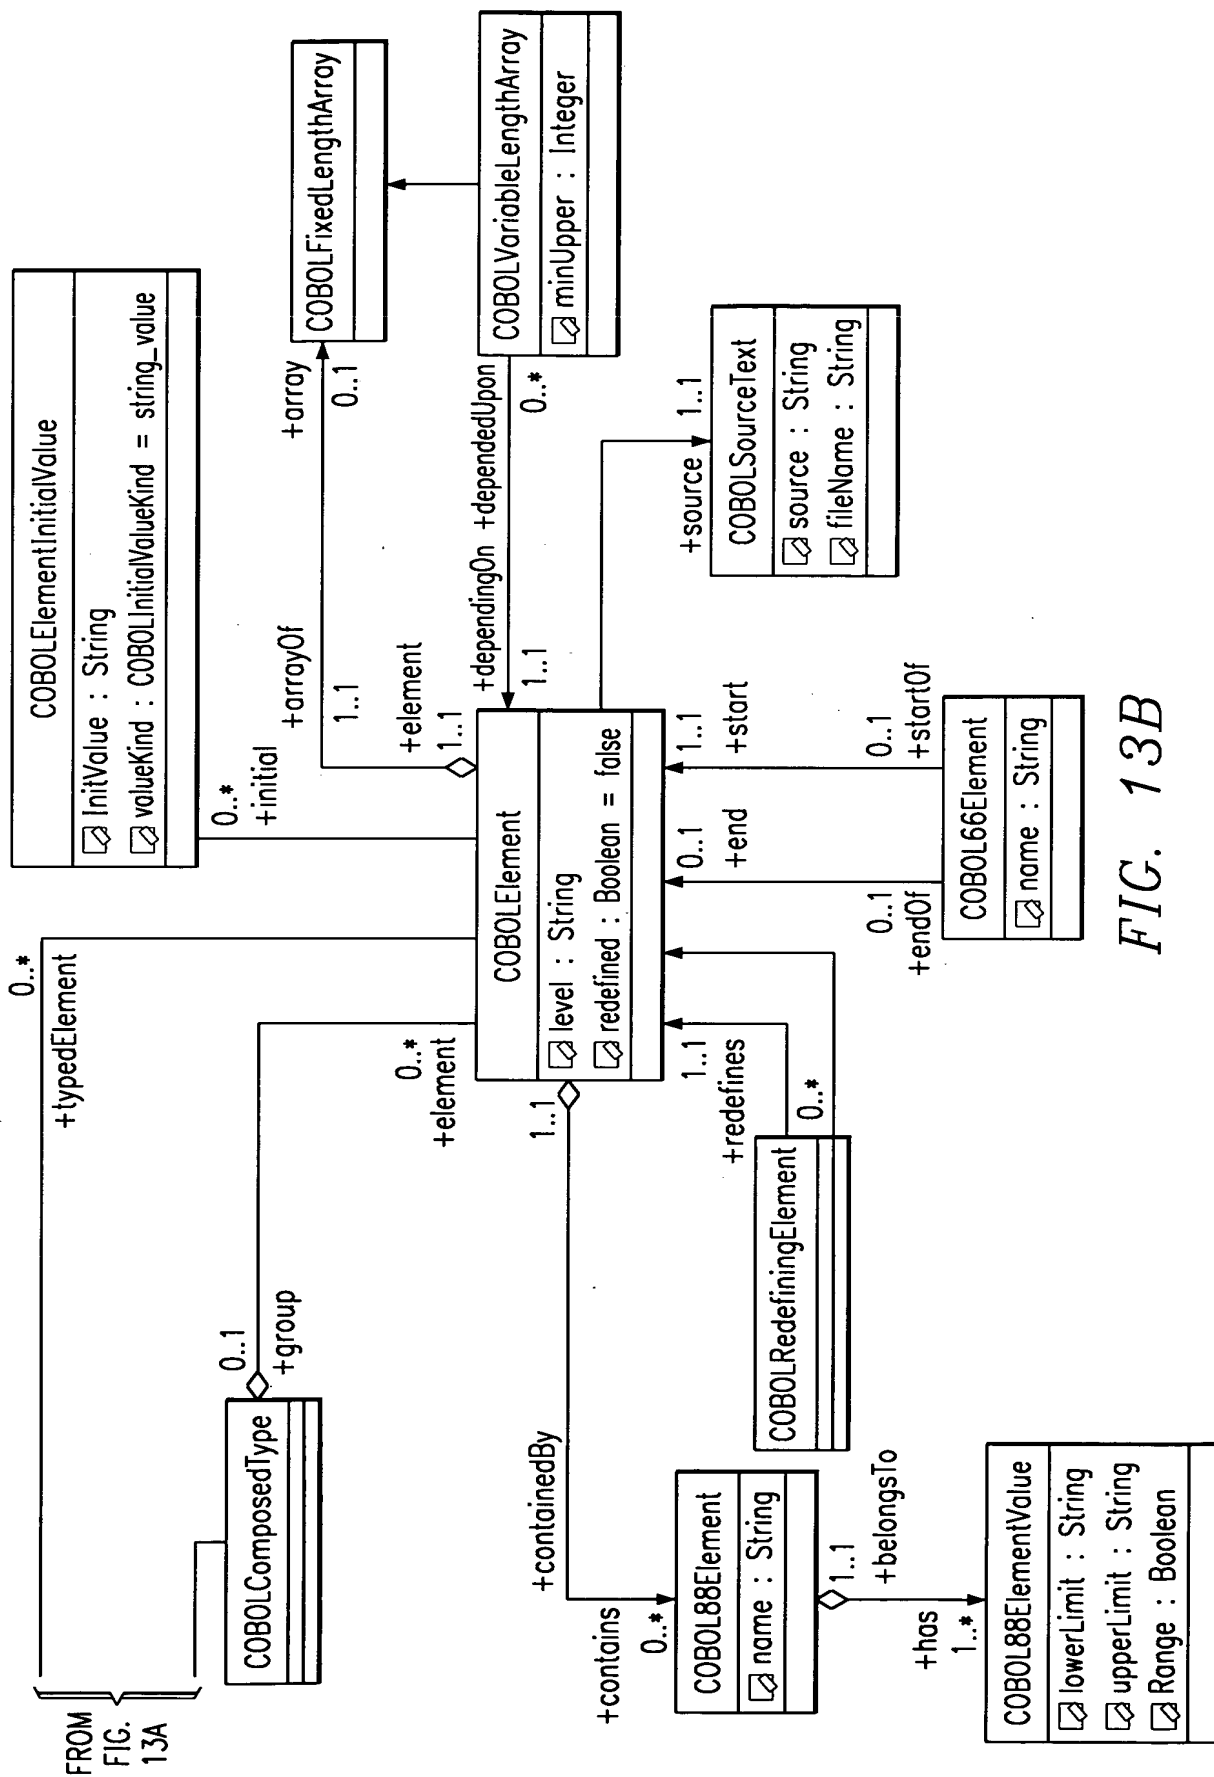 FROM
FIG.
13A
0..*
+typedElement
COBOLComposedType
0..1
+group
0..*
+element
COBOLElementInitialValue
InitValue : String
valueKind : COBOLInitialValueKind = string_value
0..*
+initial
COBOLFixedLengthArray
+array
0..1
+arrayOf
1..1
+element
1..1
COBOLVariableLengthArray
minUpper : Integer
+dependedUpon
0..*
+dependingOn
1..1
COBOLElement
level : String
redefined : Boolean = false
+source
1..1
COBOLSourceText
source : String
fileName : String
1..1
+containedBy
+contains
0..*
COBOL88Element
name : String
1..1
+belongsTo
+has
1..*
COBOL88ElementValue
lowerLimit : String
upperLimit : String
Range : Boolean
1..1
+redefines
0..*
COBOLRedefiningElement
0..1
+end
1..1
+start
0..1
+endOf
0..1
+startOf
COBOL66Element
name : String
FIG. 13B